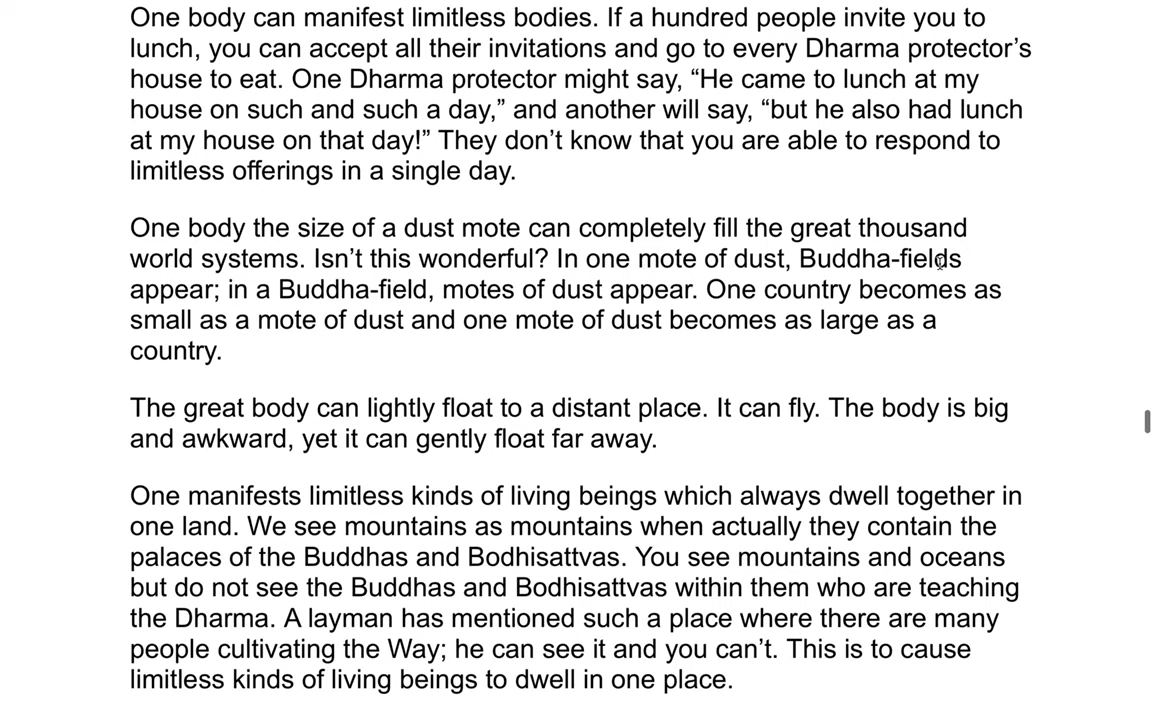 One body can manifest limitless bodies. If a hundred people invite you to
lunch, you can accept all their invitations and go to every Dharma protector’s
house to eat. One Dharma protector might say, “He came to lunch at my
house on such and such a day,” and another will say, “but he also had lunch
at my house on that day!” They don’t know that you are able to respond to
limitless offerings in a single day.
One body the size of a dust mote can completely fill the great thousand
world systems. Isn’t this wonderful? In one mote of dust, Buddha-fields
appear; in a Buddha-field, motes of dust appear. One country becomes as
small as a mote of dust and one mote of dust becomes as large as a
country.
The great body can lightly float to a distant place. It can fly. The body is big
and awkward, yet it can gently float far away.
One manifests limitless kinds of living beings which always dwell together in
one land. We see mountains as mountains when actually they contain the
palaces of the Buddhas and Bodhisattvas. You see mountains and oceans
but do not see the Buddhas and Bodhisattvas within them who are teaching
the Dharma. A layman has mentioned such a place where there are many
people cultivating the Way; he can see it and you can’t. This is to cause
limitless kinds of living beings to dwell in one place.